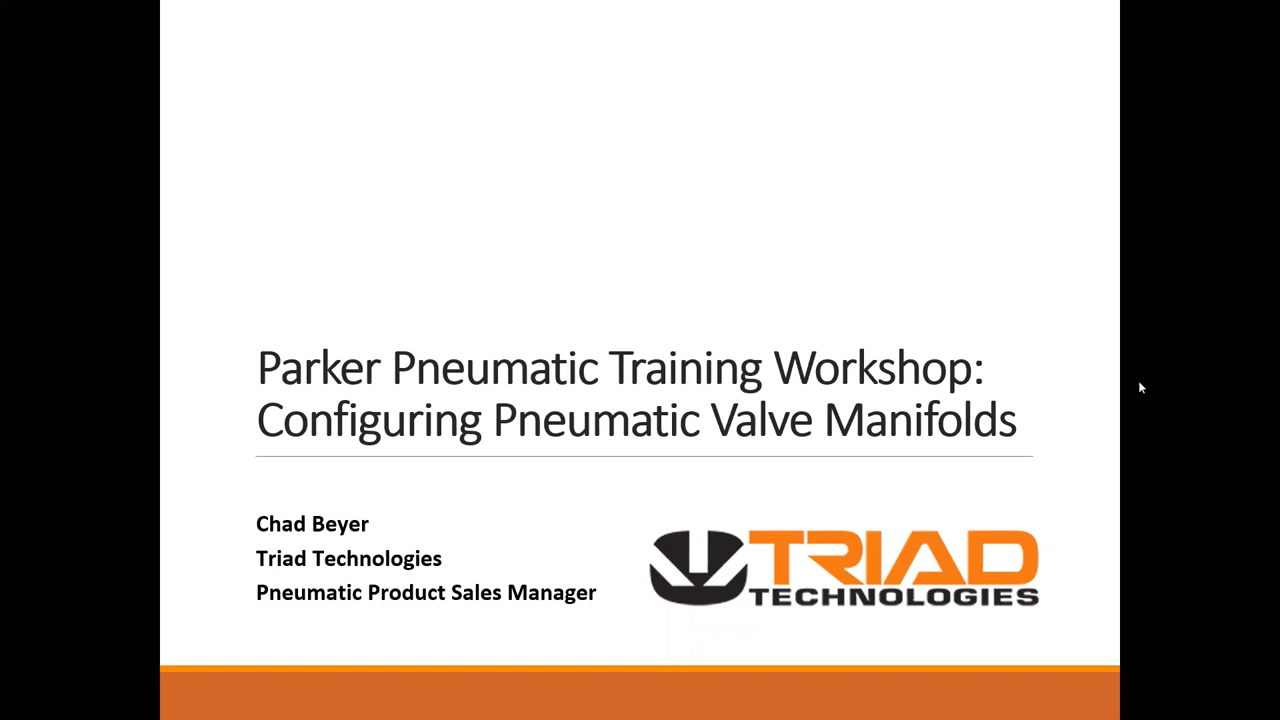 Parker Pneumatic Training Workshop:
Configuring Pneumatic Valve Manifolds
Chad Beyer
Triad Technologies
Pneumatic Product Sales Manager
TRIAD
TECHNOLOGIES